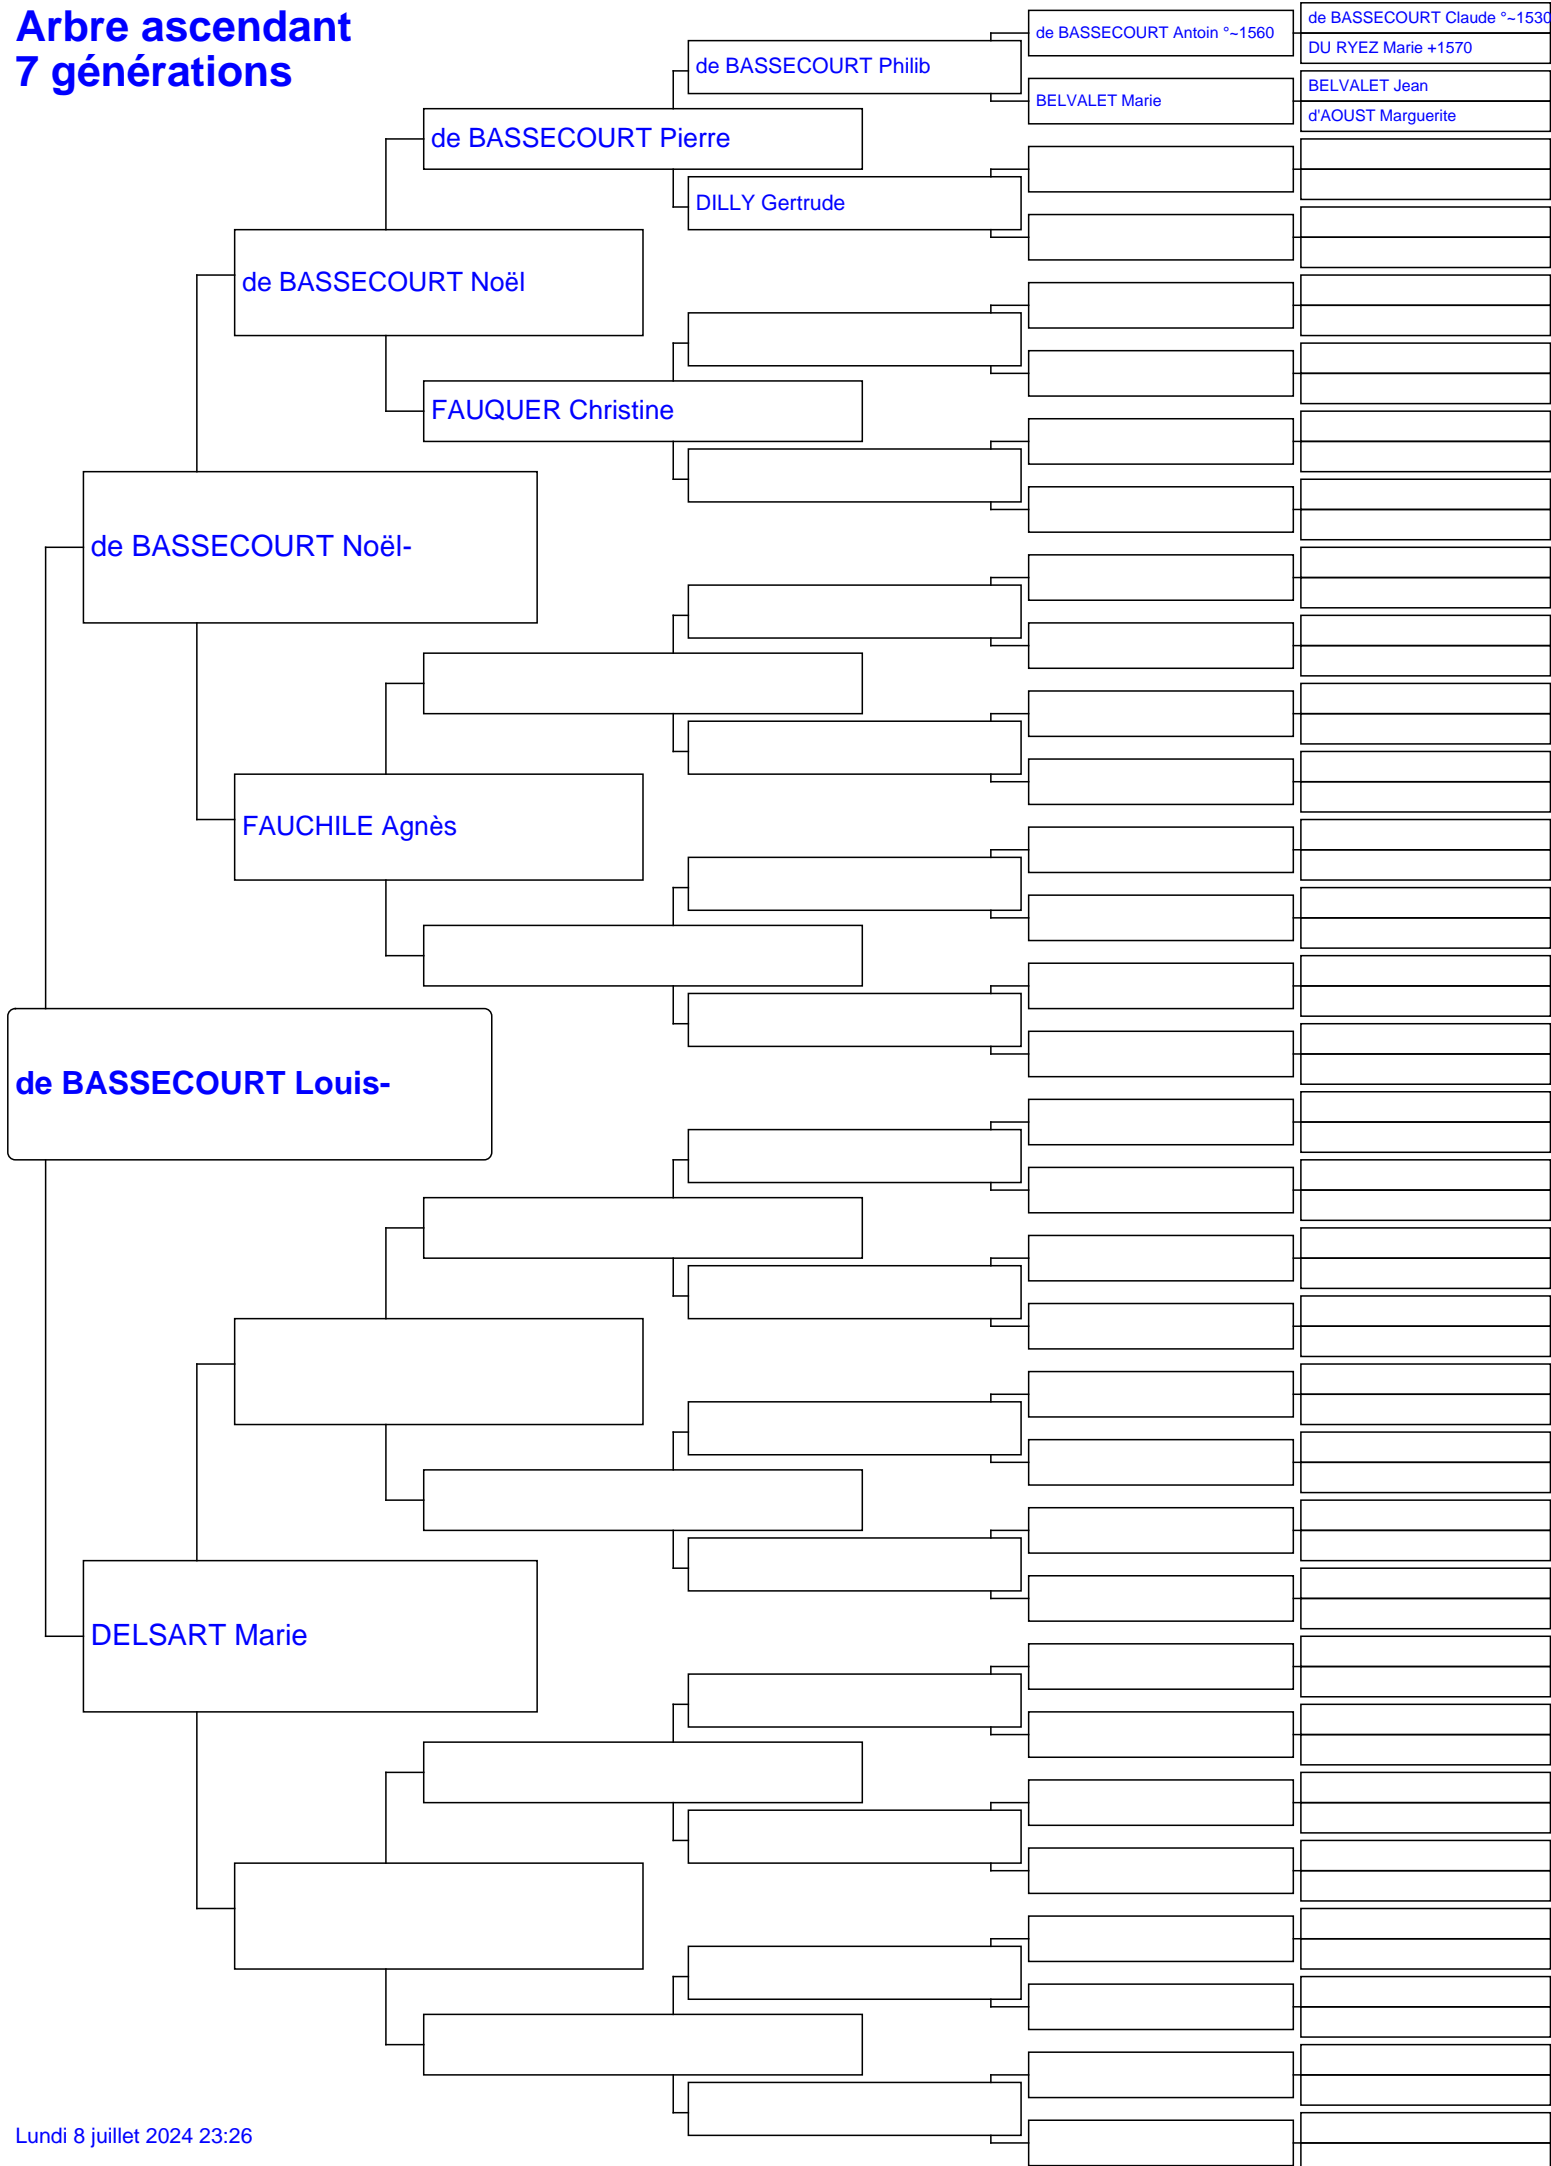 Arbre ascendant
7 générations
de BASSECOURT Claude °~1530
de BASSECOURT Antoin °~1560
DU RYEZ Marie +1570
de BASSECOURT Philib
BELVALET Jean
BELVALET Marie
d'AOUST Marguerite
de BASSECOURT Pierre
DILLY Gertrude
de BASSECOURT Noël
FAUQUER Christine
de BASSECOURT Noël-
FAUCHILE Agnès
de BASSECOURT Louis-
DELSART Marie
Lundi 8 juillet 2024 23:26